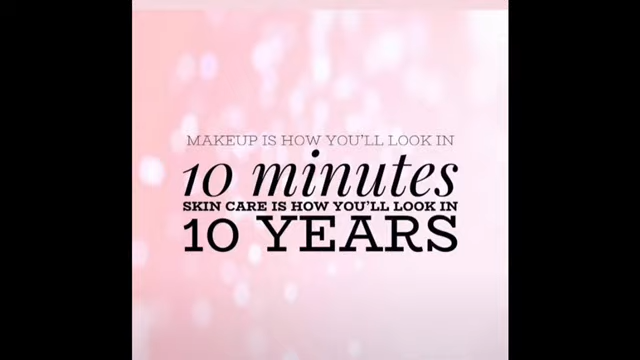 MAKEUP IS HOW YOU'LL LOOK IN
10 minutes
SKIN CARE IS HOW YOU'LL LOOK IN
10 YEARS